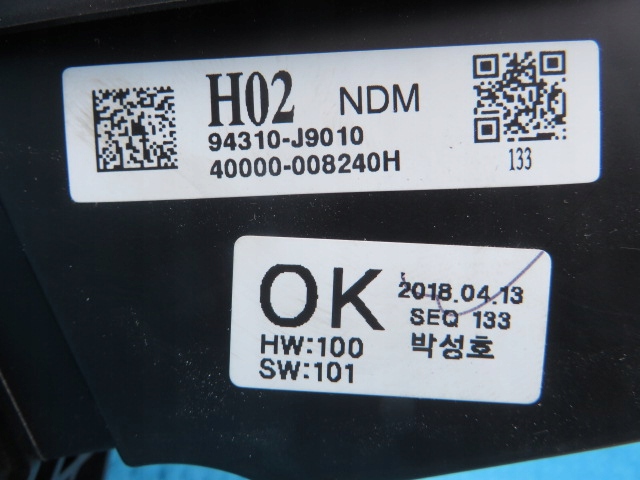 H02 NDM
94310-J9010
40000-008240H
133
OK
2018.04.13
SEQ 133
HW:100
박성호
SW:101